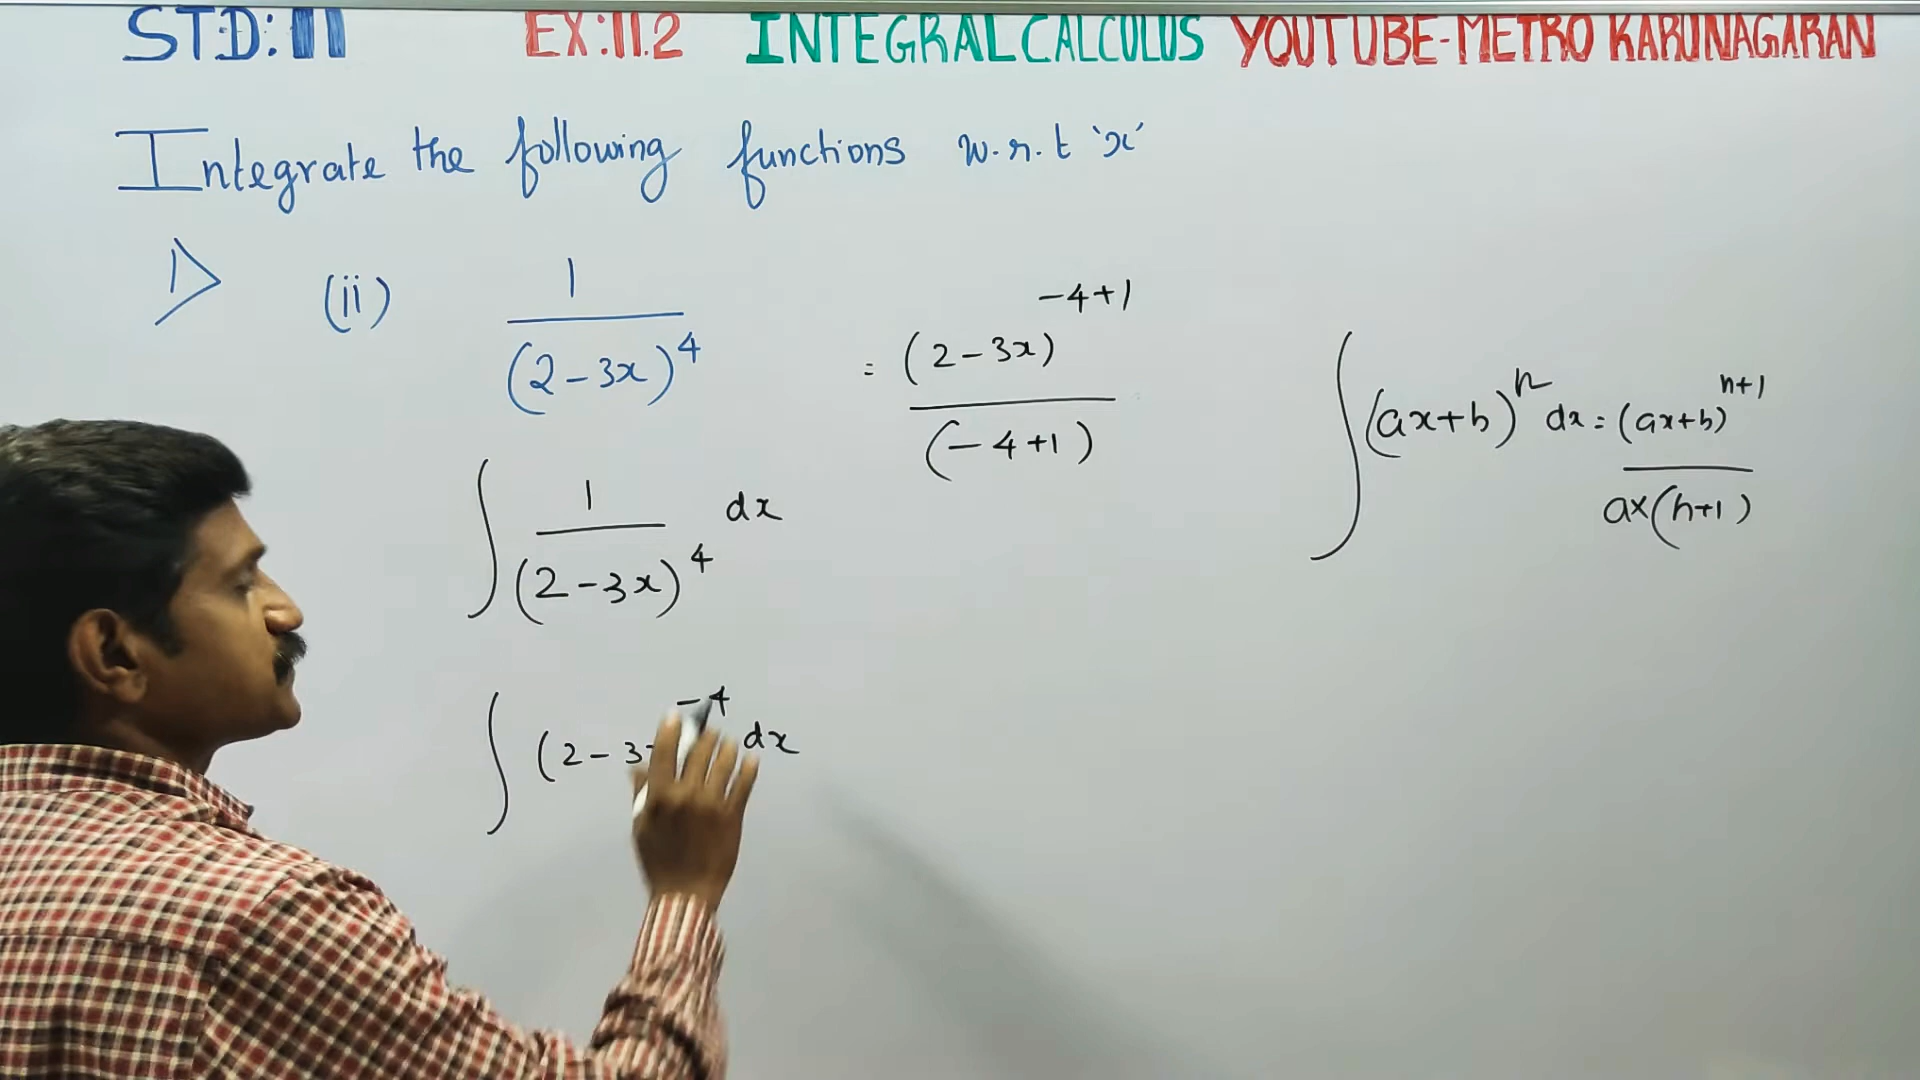 STD: 11 EX: 11.2 INTEGRAL CALCULUS YOUTUBE-METRO KARUNAGARAN
Integrate the following functions w.r.t 'x'
1) (ii) 1 / (2-3x)^4
∫ 1 / (2-3x)^4 dx
∫ (2-3 ^-4 dx
= (2-3x)^-4+1 / (-4+1)
∫ (ax+b)^n dx = (ax+b)^n+1 / a×(n+1)